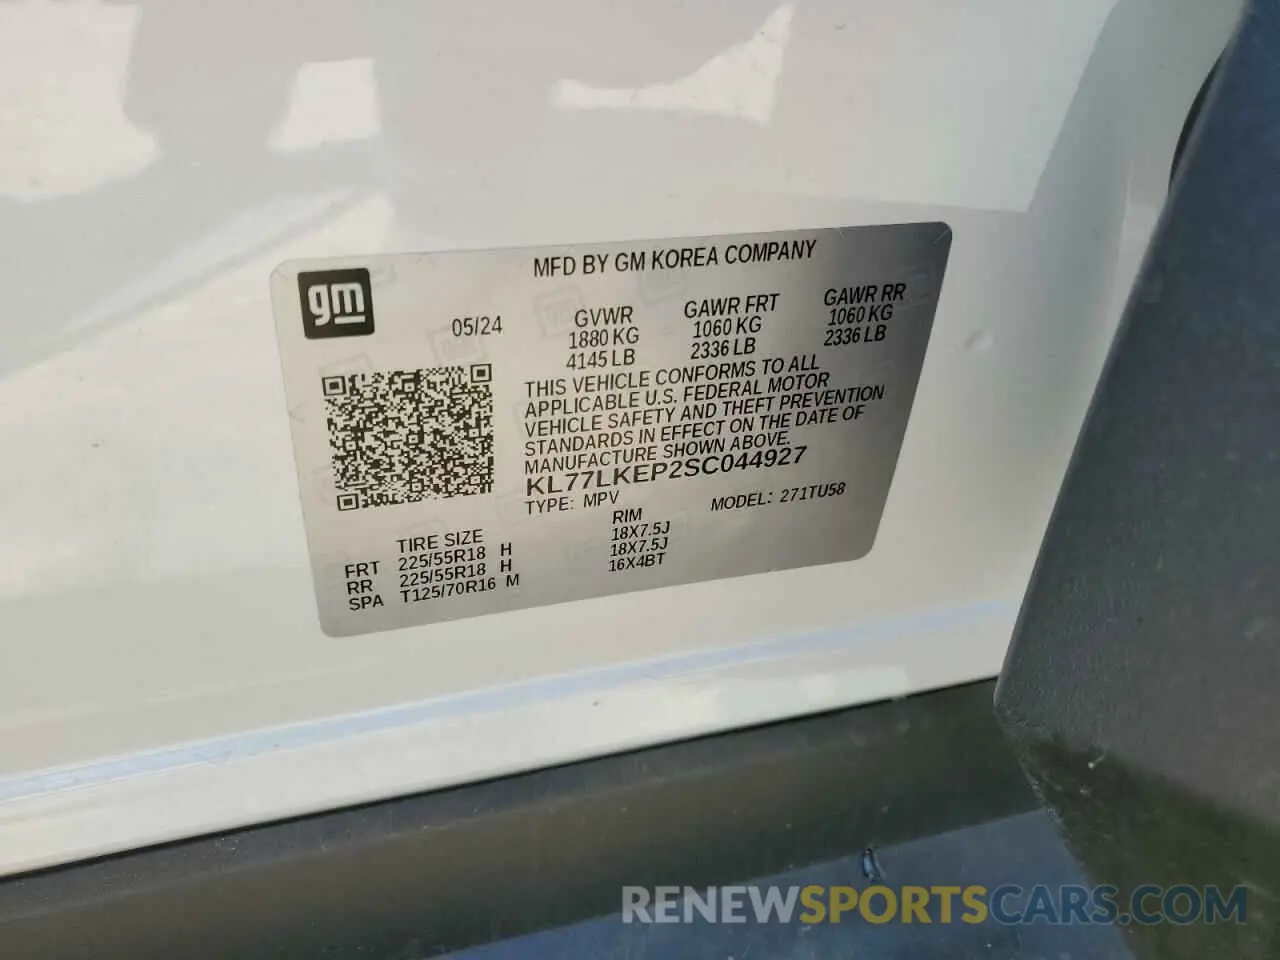 MFD BY GM KOREA COMPANY
gm
05/24
GVWR
1880 KG
4145 LB
GAWR FRT
1060 KG
2336 LB
GAWR RR
1060 KG
2336 LB
THIS VEHICLE CONFORMS TO ALL
APPLICABLE U.S. FEDERAL MOTOR
VEHICLE SAFETY AND THEFT PREVENTION
STANDARDS IN EFFECT ON THE DATE OF
MANUFACTURE SHOWN ABOVE.
KL77LKEP2SC044927
TYPE: MPV
MODEL: 271TU58
TIRE SIZE RIM
FRT 225/55R18 H 18X7.5J
RR 225/55R18 H 18X7.5J
SPA T125/70R16 M 16X4BT
RENEWSPORTSCARS.COM